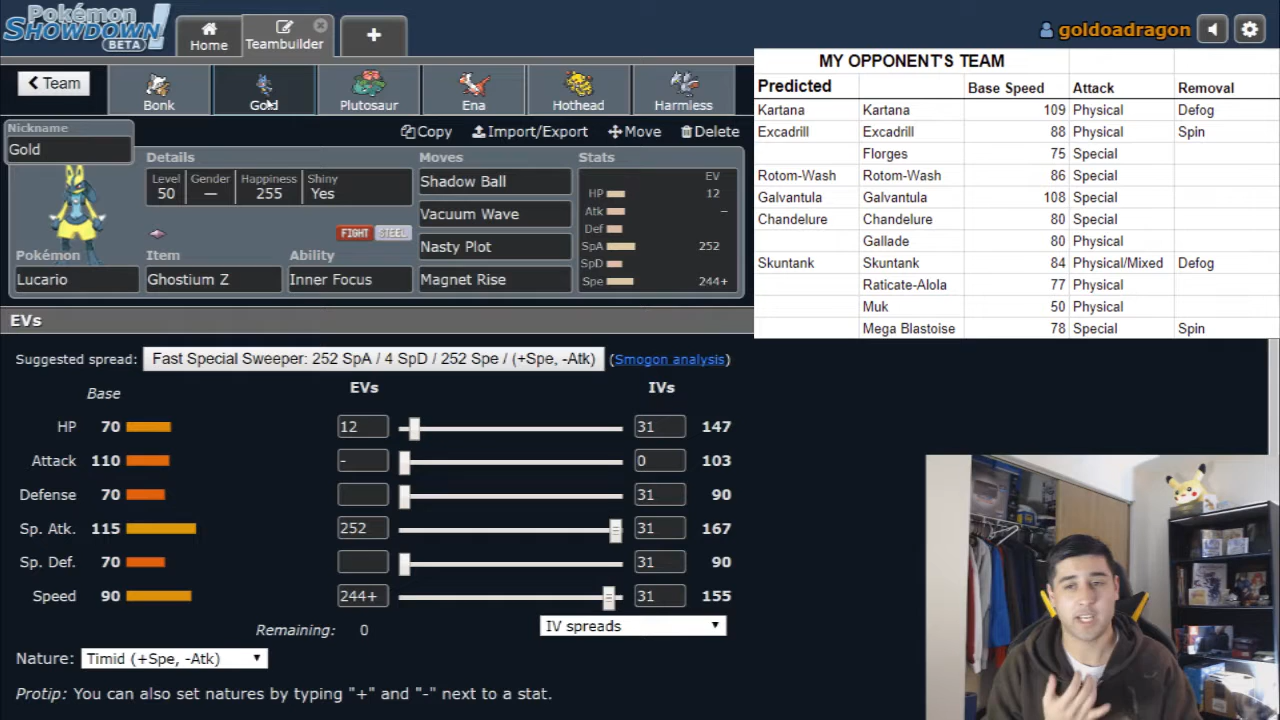 Pokémon
SHOWDOWN!
BETA
Home
Teambuilder
+
goldoadragon
< Team
Bonk
Gold
Plutosaur
Ena
Hothead
Harmless
Nickname
Gold
Copy Import/Export Move Delete
Details
Level Gender Happiness Shiny
50 — 255 Yes
FIGHT STEEL
Pokémon Item Ability
Lucario Ghostium Z Inner Focus
Moves
Shadow Ball
Vacuum Wave
Nasty Plot
Magnet Rise
Stats
EV
HP 12
Atk –
Def
SpA 252
SpD
Spe 244+
EVs
Suggested spread: Fast Special Sweeper: 252 SpA / 4 SpD / 252 Spe / (+Spe, -Atk) (Smogon analysis)
Base EVs IVs
HP 70 12 31 147
Attack 110 - 0 103
Defense 70 31 90
Sp. Atk. 115 252 31 167
Sp. Def. 70 31 90
Speed 90 244+ 31 155
Remaining: 0 IV spreads
Nature: Timid (+Spe, -Atk)
Protip: You can also set natures by typing "+" and "-" next to a stat.
MY OPPONENT'S TEAM
Predicted Base Speed Attack Removal
Kartana Kartana 109 Physical Defog
Excadrill Excadrill 88 Physical Spin
Florges 75 Special
Rotom-Wash Rotom-Wash 86 Special
Galvantula Galvantula 108 Special
Chandelure Chandelure 80 Special
Gallade 80 Physical
Skuntank Skuntank 84 Physical/Mixed Defog
Raticate-Alola 77 Physical
Muk 50 Physical
Mega Blastoise 78 Special Spin